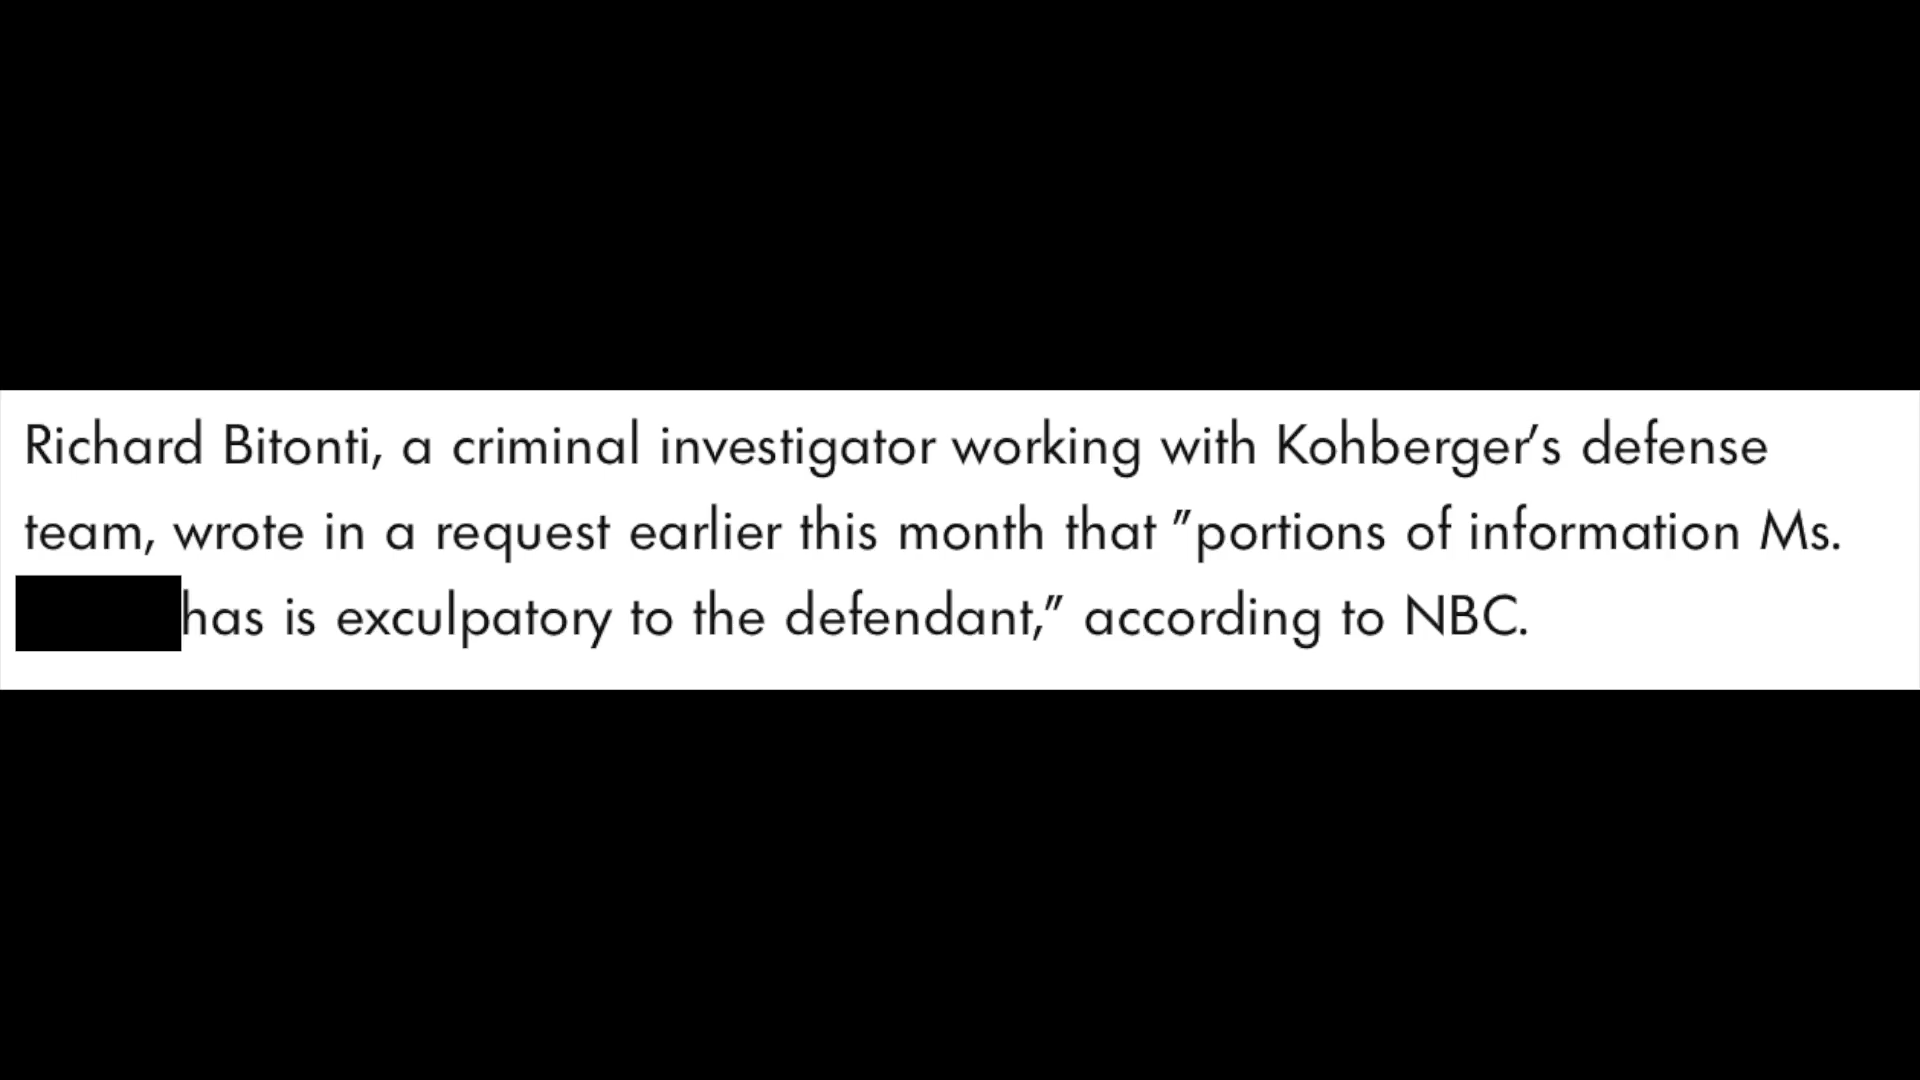 Richard Bitonti, a criminal investigator working with Kohberger’s defense
team, wrote in a request earlier this month that ”portions of information Ms.
has is exculpatory to the defendant,” according to NBC.